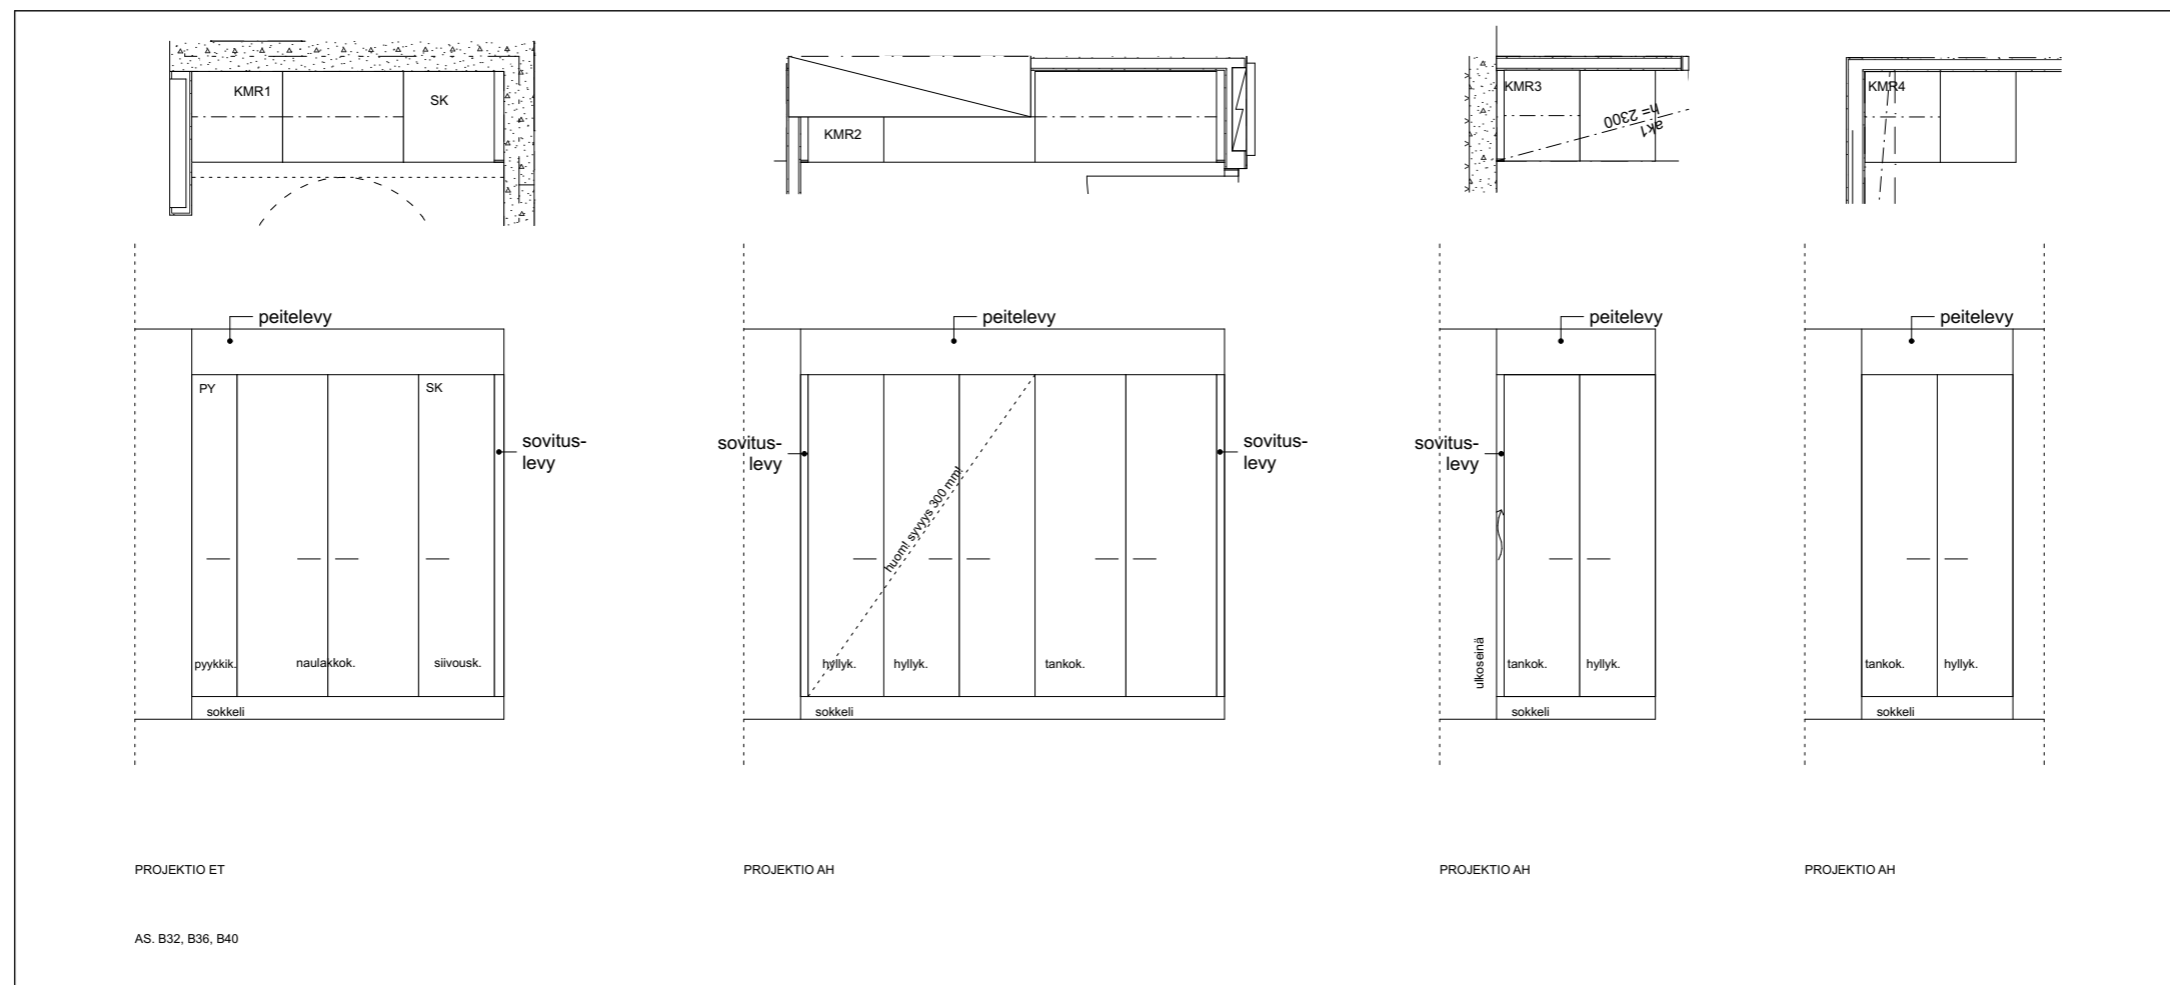 KMR1
SK
KMR2
KMR3
ak1
h= 2300
KMR4
peitelevy
peitelevy
peitelevy
peitelevy
PY
SK
sovitus-
levy
sovitus-
levy
sovitus-
levy
sovitus-
levy
huom! syvyys 300 mm!
ulkoseinä
pyykkik.
naulakkok.
siivousk.
hyllyk.
hyllyk.
tankok.
tankok.
hyllyk.
tankok.
hyllyk.
sokkeli
sokkeli
sokkeli
sokkeli
PROJEKTIO ET
PROJEKTIO AH
PROJEKTIO AH
PROJEKTIO AH
AS. B32, B36, B40